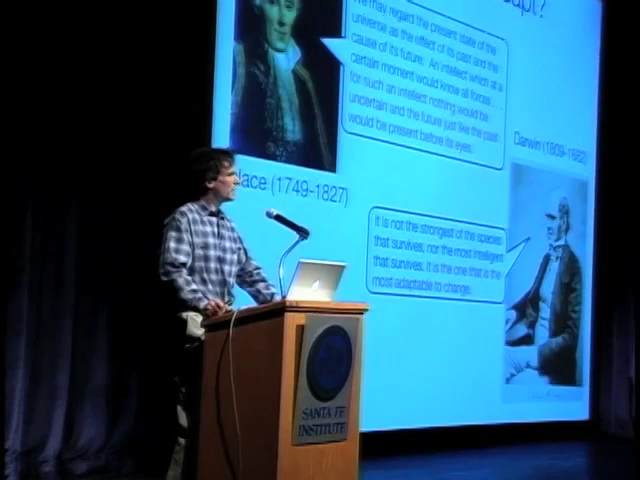 We may regard the present state of the
universe as the effect of its past and the
cause of its future. An intellect which at a
certain moment would know all forces . . .
for such an intellect nothing would be
uncertain and the future just like the past
would be present before its eyes.
lace (1749-1827)
Darwin (1809-1882)
It is not the strongest of the species
that survives, nor the most intelligent
that survives. It is the one that is the
most adaptable to change.
SANTA FE
INSTITUTE